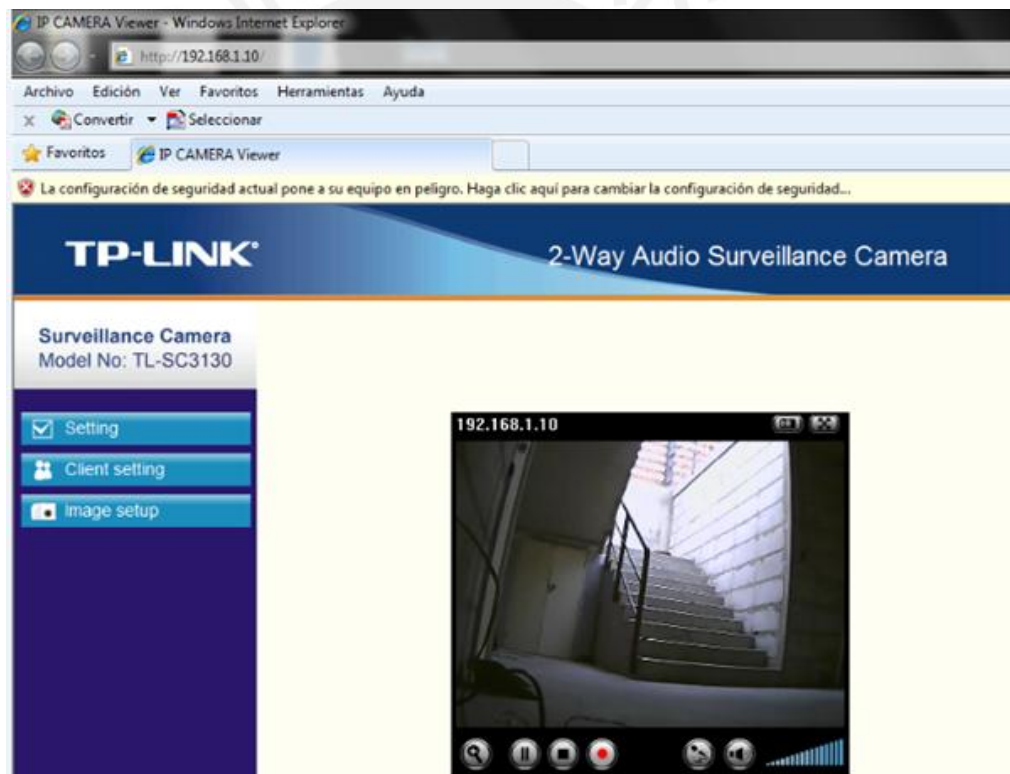 IP CAMERA Viewer - Windows Internet Explorer
http://192.168.1.10/
Archivo Edición Ver Favoritos Herramientas Ayuda
x Convertir Seleccionar
Favoritos IP CAMERA Viewer
La configuración de seguridad actual pone a su equipo en peligro. Haga clic aquí para cambiar la configuración de seguridad...
TP-LINK®
2-Way Audio Surveillance Camera
Surveillance Camera
Model No: TL-SC3130
Setting
Client setting
Image setup
192.168.1.10